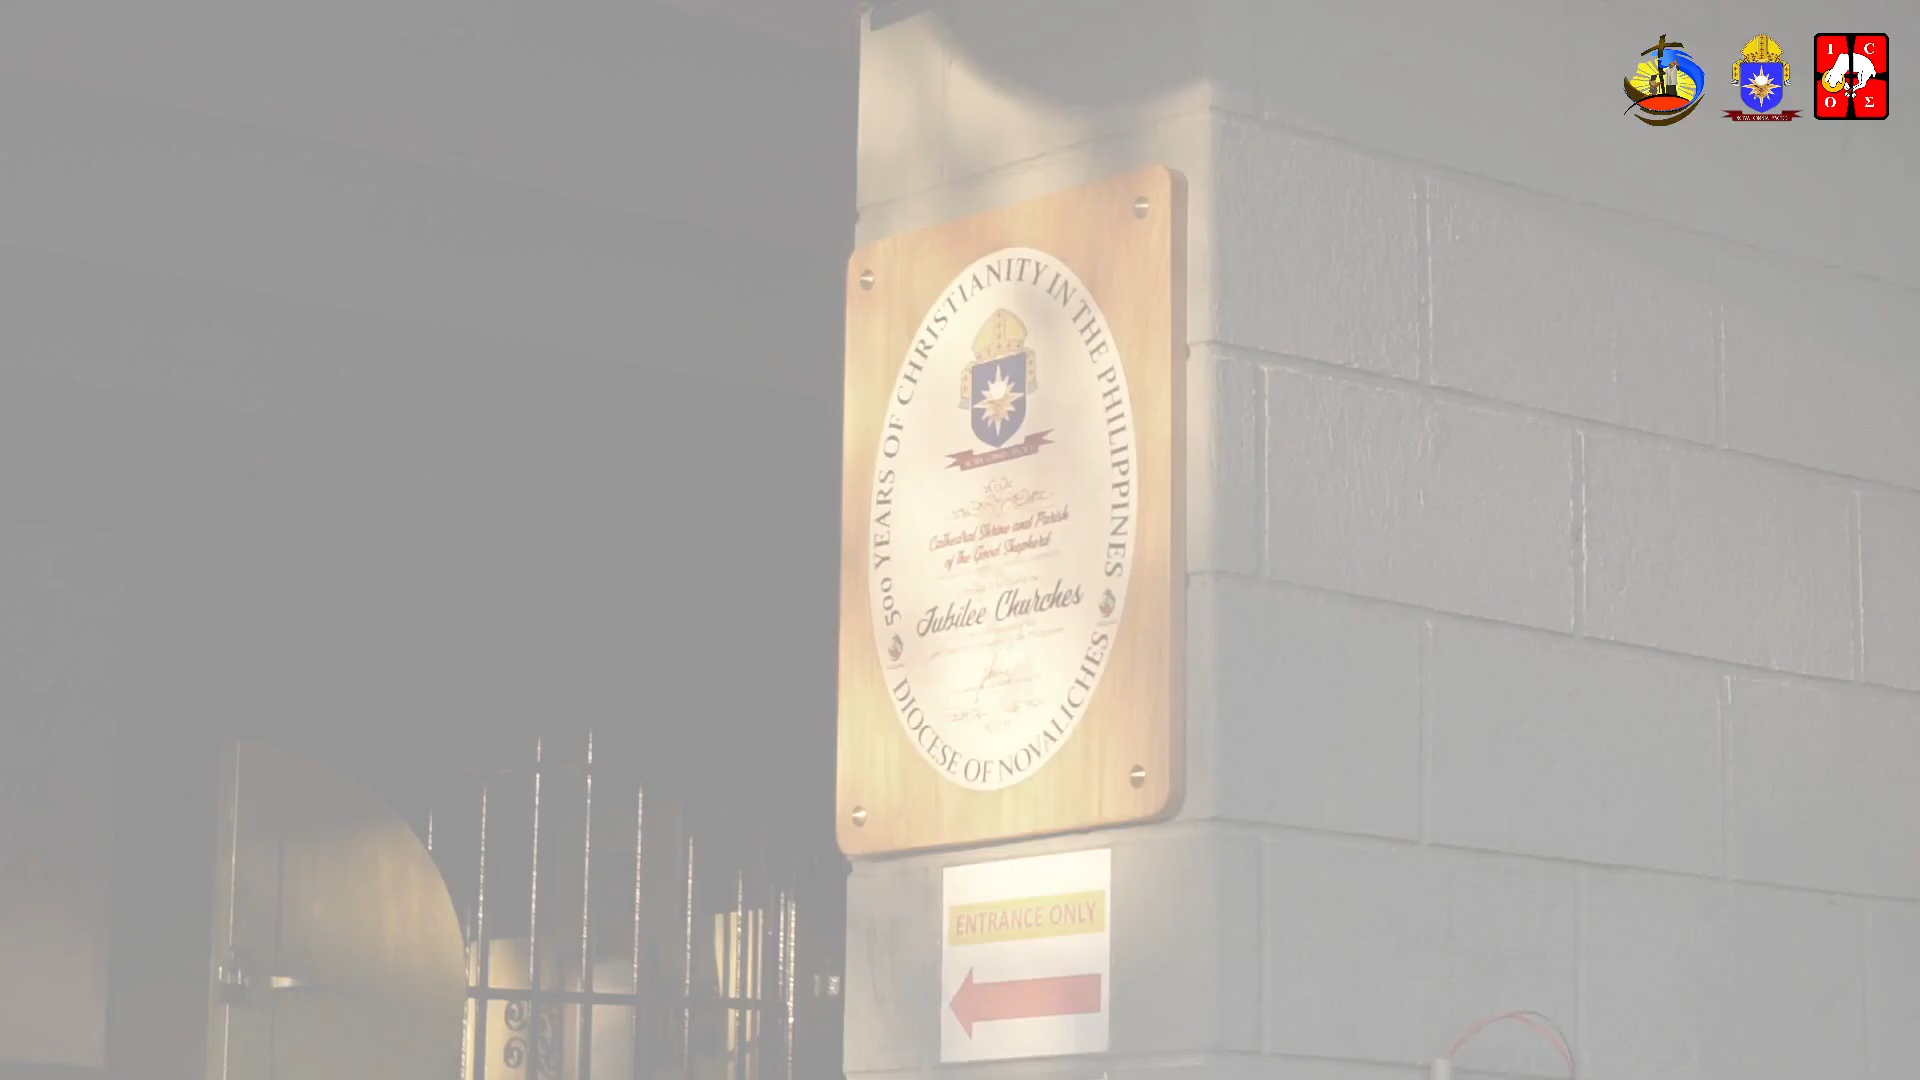 I C
O Σ
500 YEARS OF CHRISTIANITY IN THE PHILIPPINES
Cathedral Shrine and Parish
of the Good Shepherd
Jubilee Churches
DIOCESE OF NOVALICHES
ENTRANCE ONLY